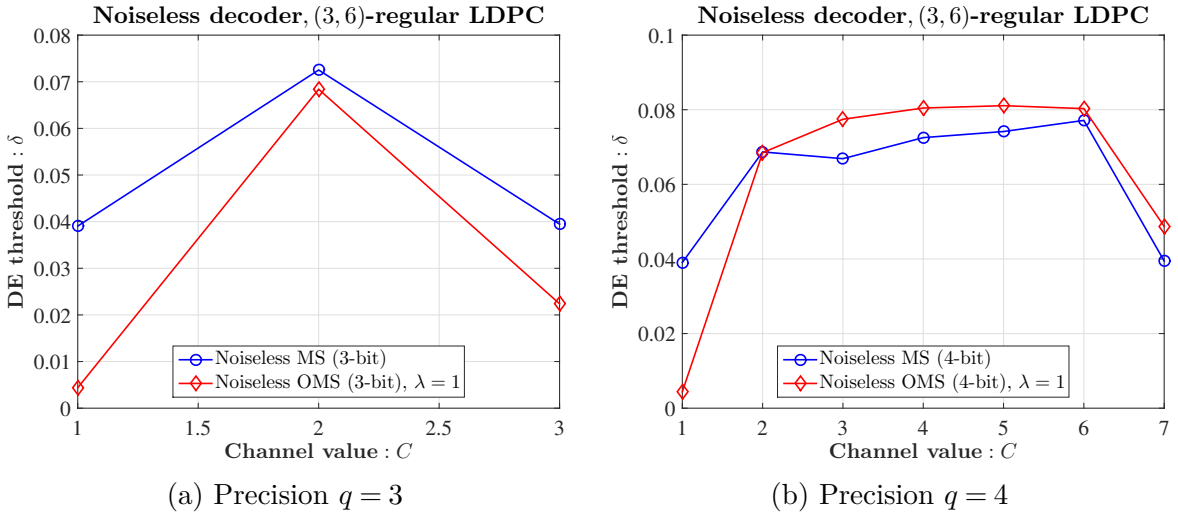 Noiseless decoder, (3, 6)-regular LDPC
0.08
0.07
0.06
0.05
0.04
0.03
0.02
0.01
0
DE threshold : δ
Noiseless MS (3-bit)
Noiseless OMS (3-bit), λ = 1
1
1.5
2
2.5
3
Channel value : C
(a) Precision q = 3
Noiseless decoder, (3, 6)-regular LDPC
0.1
0.08
0.06
0.04
0.02
0
DE threshold : δ
Noiseless MS (4-bit)
Noiseless OMS (4-bit), λ = 1
1
2
3
4
5
6
7
Channel value : C
(b) Precision q = 4